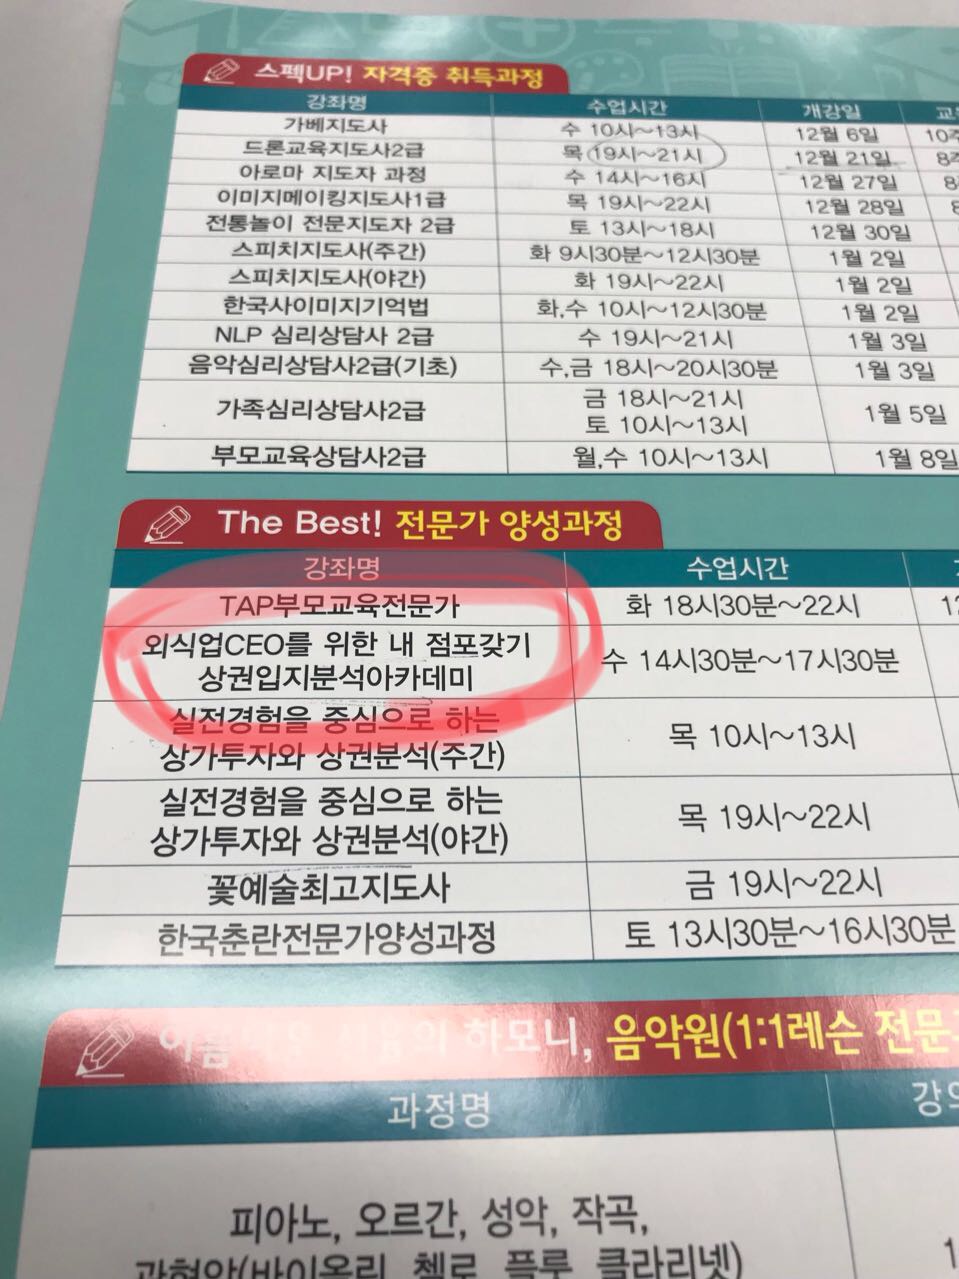 스펙UP! 자격증 취득과정
강좌명 수업시간 개강일
가베지도사 수 10시~13시 12월 6일
드론교육지도사2급 목 19시~21시 12월 21일
아로마 지도자 과정 수 14시~16시 12월 27일
이미지메이킹지도사1급 목 19시~22시 12월 28일
전통놀이 전문지도자 2급 토 13시~18시 12월 30일
스피치지도사(주간) 화 9시30분~12시30분 1월 2일
스피치지도사(야간) 화 19시~22시 1월 2일
한국사이미지기억법 화,수 10시~12시30분 1월 2일
NLP 심리상담사 2급 수 19시~21시 1월 3일
음악심리상담사2급(기초) 수,금 18시~20시30분 1월 3일
가족심리상담사2급 금 18시~21시 1월 5일
토 10시~13시
부모교육상담사2급 월,수 10시~13시 1월 8일
The Best! 전문가 양성과정
강좌명 수업시간
TAP부모교육전문가 화 18시30분~22시
외식업CEO를 위한 내 점포갖기
상권입지분석아카데미 수 14시30분~17시30분
실전경험을 중심으로 하는
상가투자와 상권분석(주간) 목 10시~13시
실전경험을 중심으로 하는
상가투자와 상권분석(야간) 목 19시~22시
꽃예술최고지도사 금 19시~22시
한국춘란전문가양성과정 토 13시30분~16시30분
하모니, 음악원(1:1레슨
과정명
피아노, 오르간, 성악, 작곡,
관현악(바이올린, 첼로, 플룻, 클라리넷)